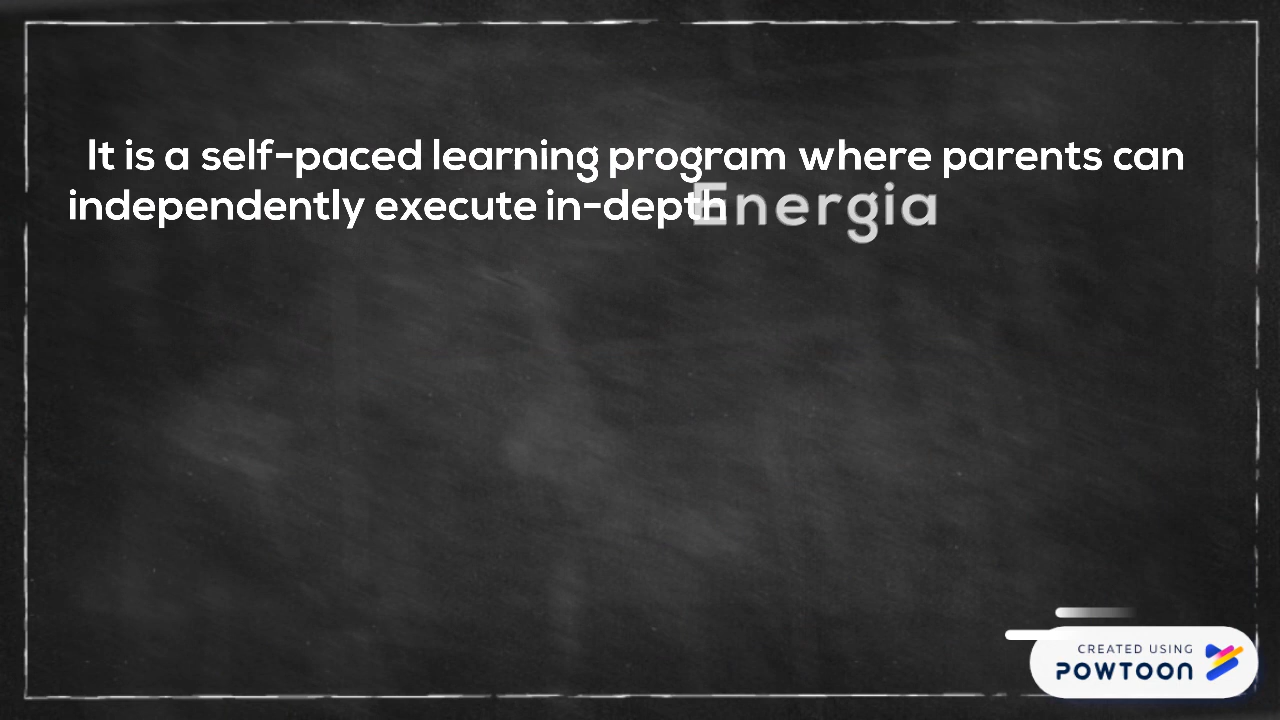 It is a self-paced learning program where parents can
independently execute in-depth
Energia
CREATED USING
POWTOON